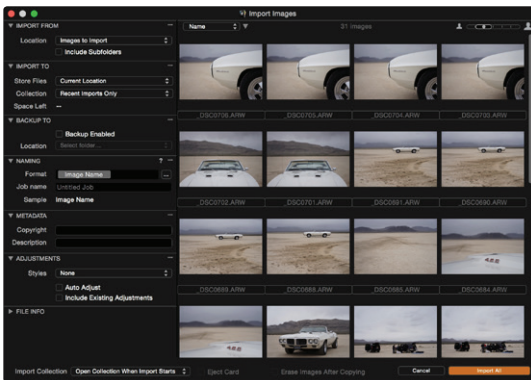 Import Images
IMPORT FROM
Location Images to Import
Include Subfolders
IMPORT TO
Store Files Current Location
Collection Recent Imports Only
Space Left --
BACKUP TO
Backup Enabled
Location Select folder...
NAMING ?
Format Image Name ...
Job name Untitled Job
Sample Image Name
METADATA
Copyright
Description
ADJUSTMENTS
Styles None
Auto Adjust
Include Existing Adjustments
FILE INFO
Name 31 images
_DSC0706.ARW _DSC0705.ARW _DSC0704.ARW _DSC0703.ARW
_DSC0702.ARW _DSC0701.ARW _DSC0691.ARW _DSC0690.ARW
_DSC0689.ARW _DSC0688.ARW _DSC0685.ARW _DSC0684.ARW
Import Collection Open Collection When Import Starts Eject Card Erase Images After Copying Cancel Import All